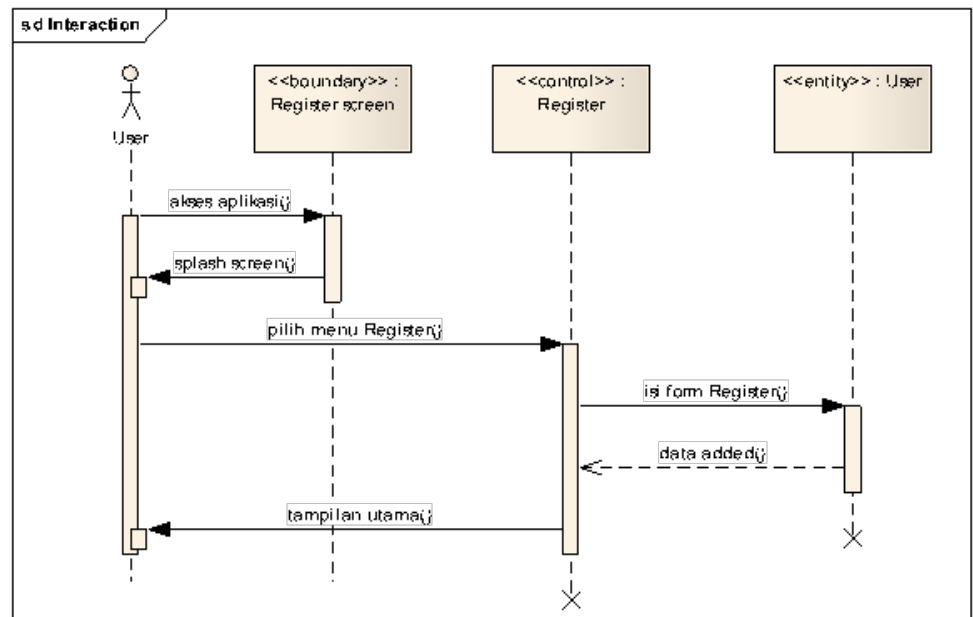 sd Interaction
<<boundary>> :
Register screen
<<control>> :
Register
<<entity>> : User
User
akses aplikasi()
splash screen()
pilih menu Register()
isi form Register()
data added()
tampilan utama()